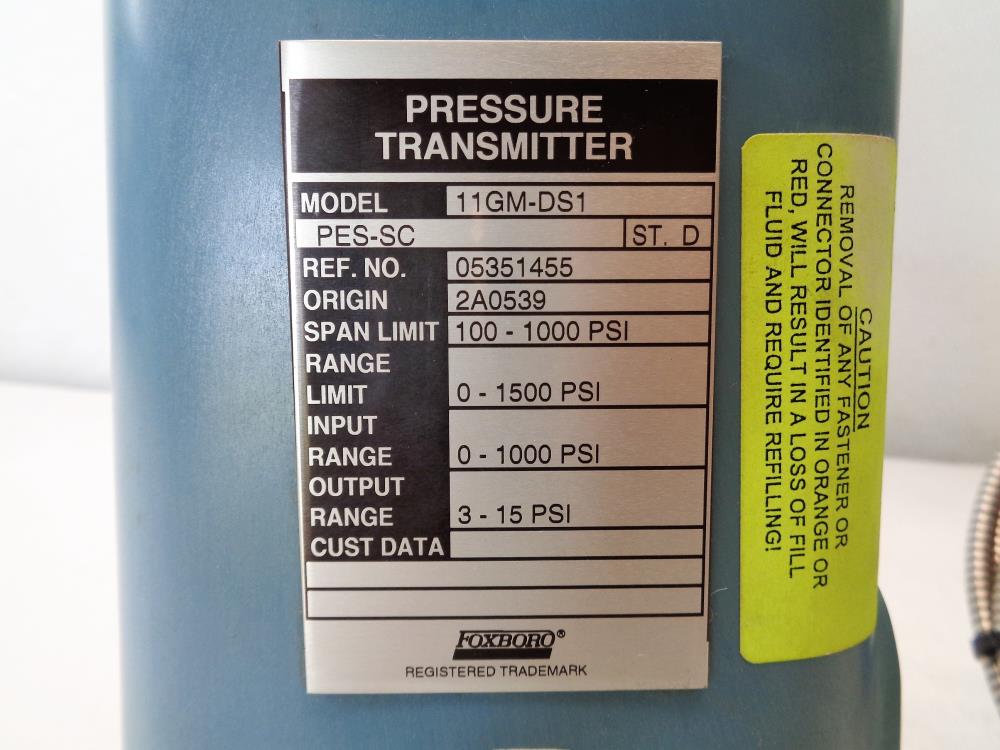 PRESSURE
TRANSMITTER
MODEL 11GM-DS1
PES-SC ST. D
REF. NO. 05351455
ORIGIN 2A0539
SPAN LIMIT 100 - 1000 PSI
RANGE
LIMIT 0 - 1500 PSI
INPUT
RANGE 0 - 1000 PSI
OUTPUT
RANGE 3 - 15 PSI
CUST DATA
FOXBORO®
REGISTERED TRADEMARK
CAUTION
REMOVAL OF ANY FASTENER OR
CONNECTOR IDENTIFIED IN ORANGE OR
RED, WILL RESULT IN A LOSS OF FILL
FLUID AND REQUIRE REFILLING!